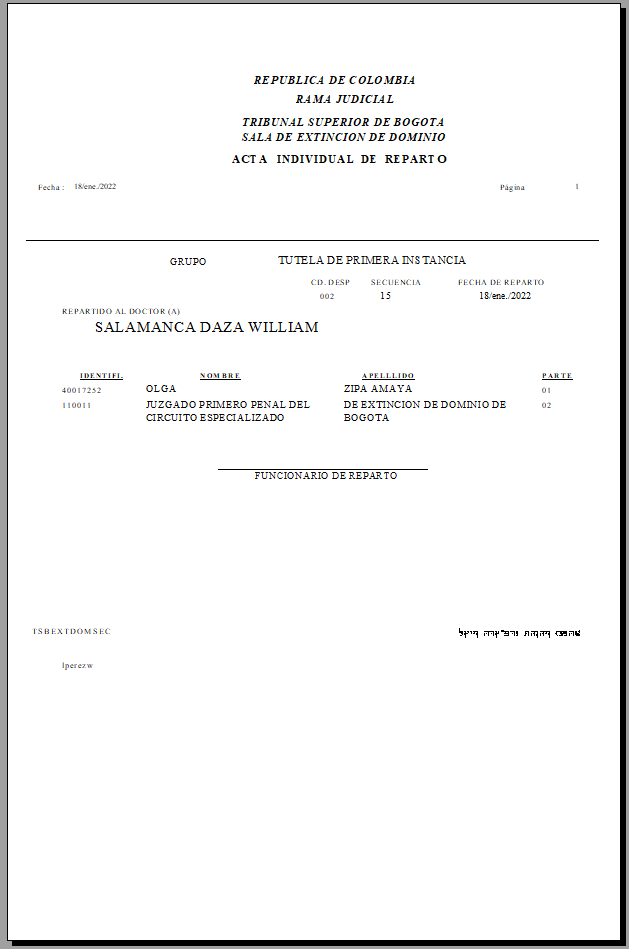 REPUBLICA DE COLOMBIA
RAMA JUDICIAL
TRIBUNAL SUPERIOR DE BOGOTA
SALA DE EXTINCION DE DOMINIO
ACTA INDIVIDUAL DE REPARTO
Fecha : 18/ene./2022 Página 1
GRUPO TUTELA DE PRIMERA INSTANCIA
CD. DESP SECUENCIA FECHA DE REPARTO
002 15 18/ene./2022
REPARTIDO AL DOCTOR (A)
SALAMANCA DAZA WILLIAM
IDENTIFI. NOMBRE APELLLIDO PARTE
40017252 OLGA ZIPA AMAYA 01
110011 JUZGADO PRIMERO PENAL DEL DE EXTINCION DE DOMINIO DE 02
CIRCUITO ESPECIALIZADO BOGOTA
FUNCIONARIO DE REPARTO
TSBEXTDOMSEC
lperezw